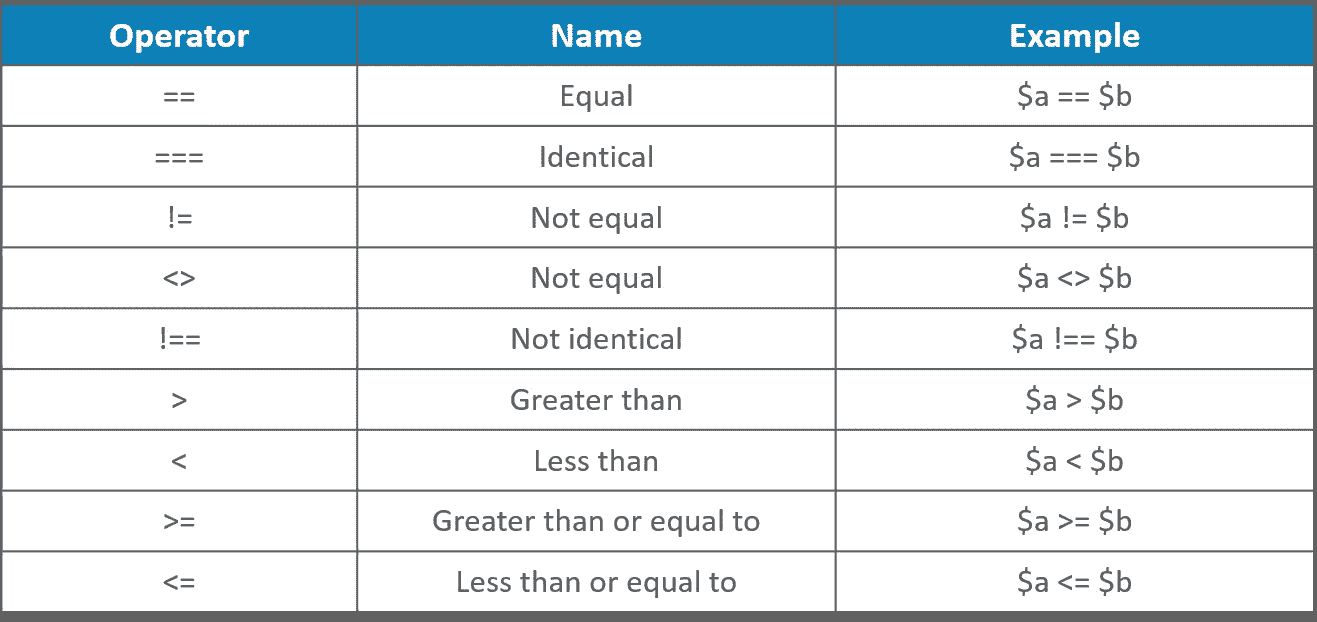 Operator Name Example
== Equal $a == $b
=== Identical $a === $b
!= Not equal $a != $b
<> Not equal $a <> $b
!== Not identical $a !== $b
> Greater than $a > $b
< Less than $a < $b
>= Greater than or equal to $a >= $b
<= Less than or equal to $a <= $b